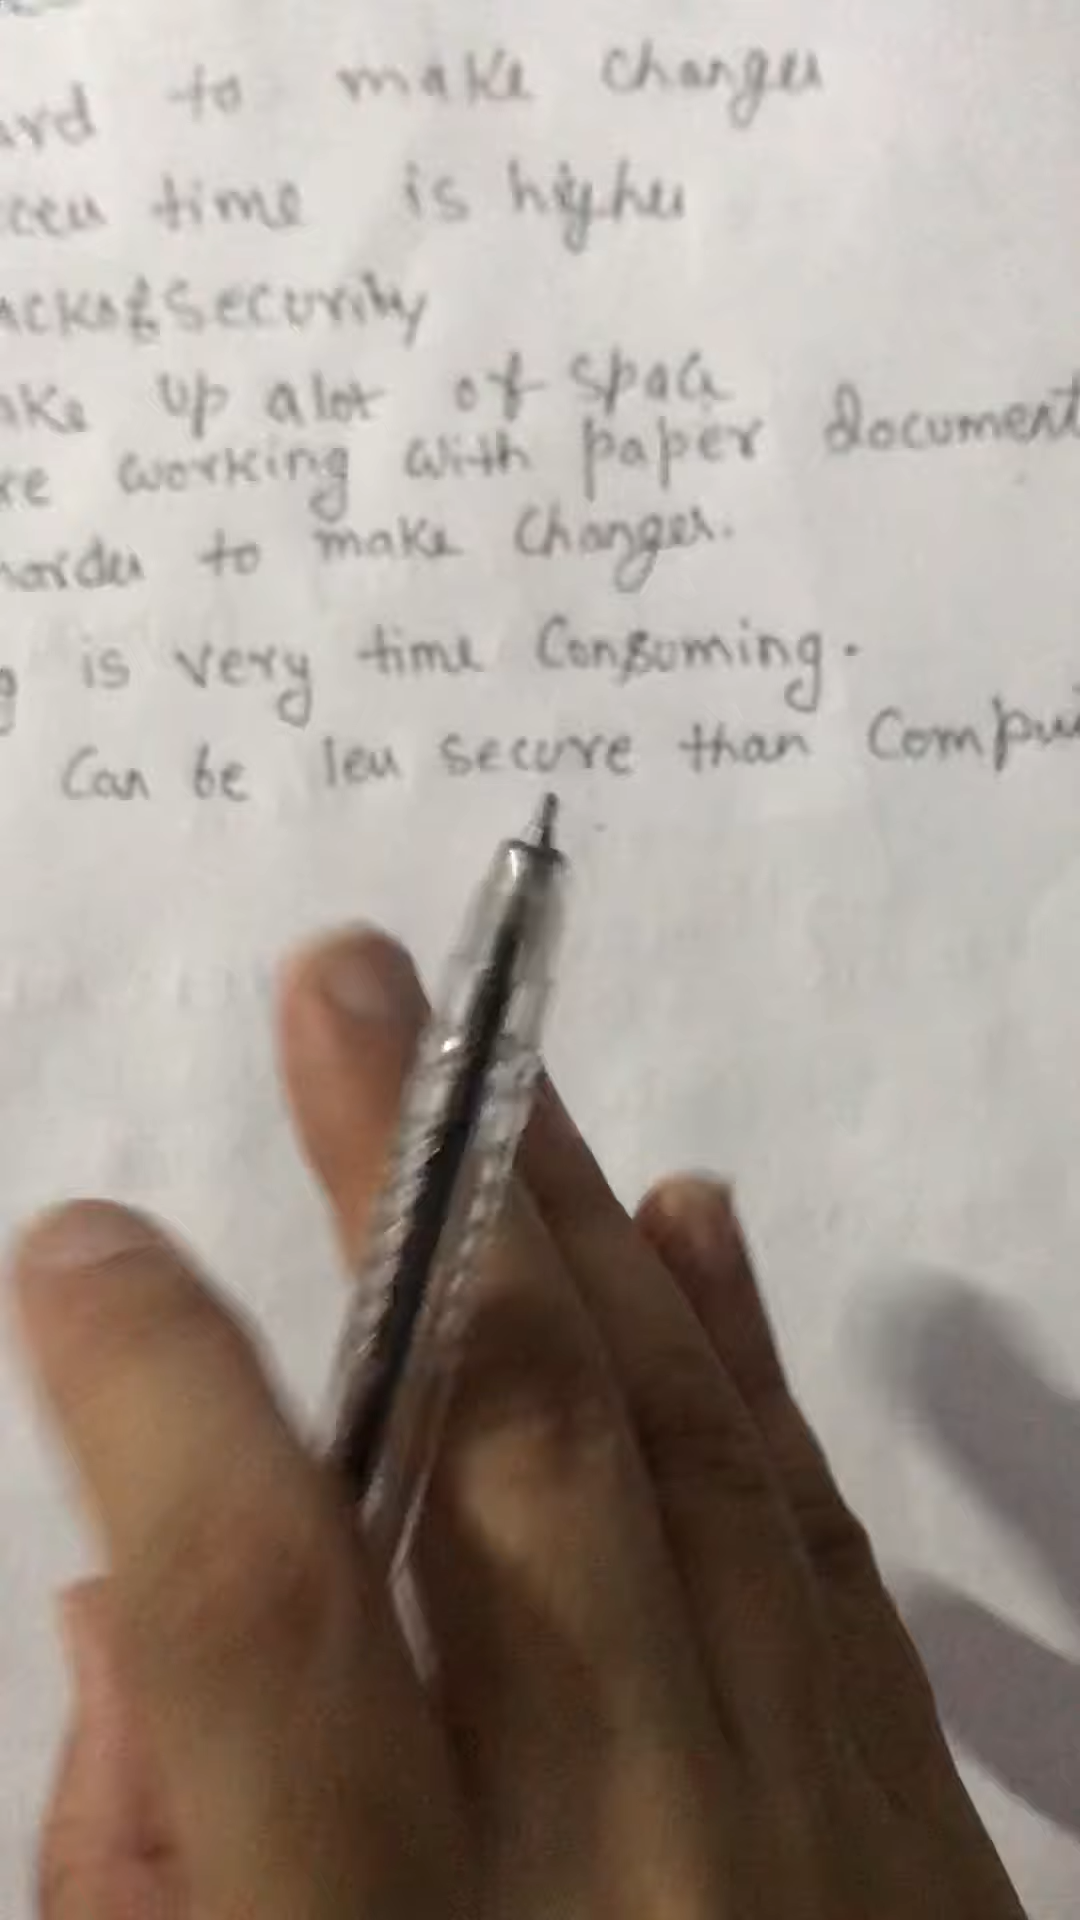 to make changes
time is higher
Security
up a lot of space
working with paper document
to make Changes.
is very time Consuming.
Can be less secure than